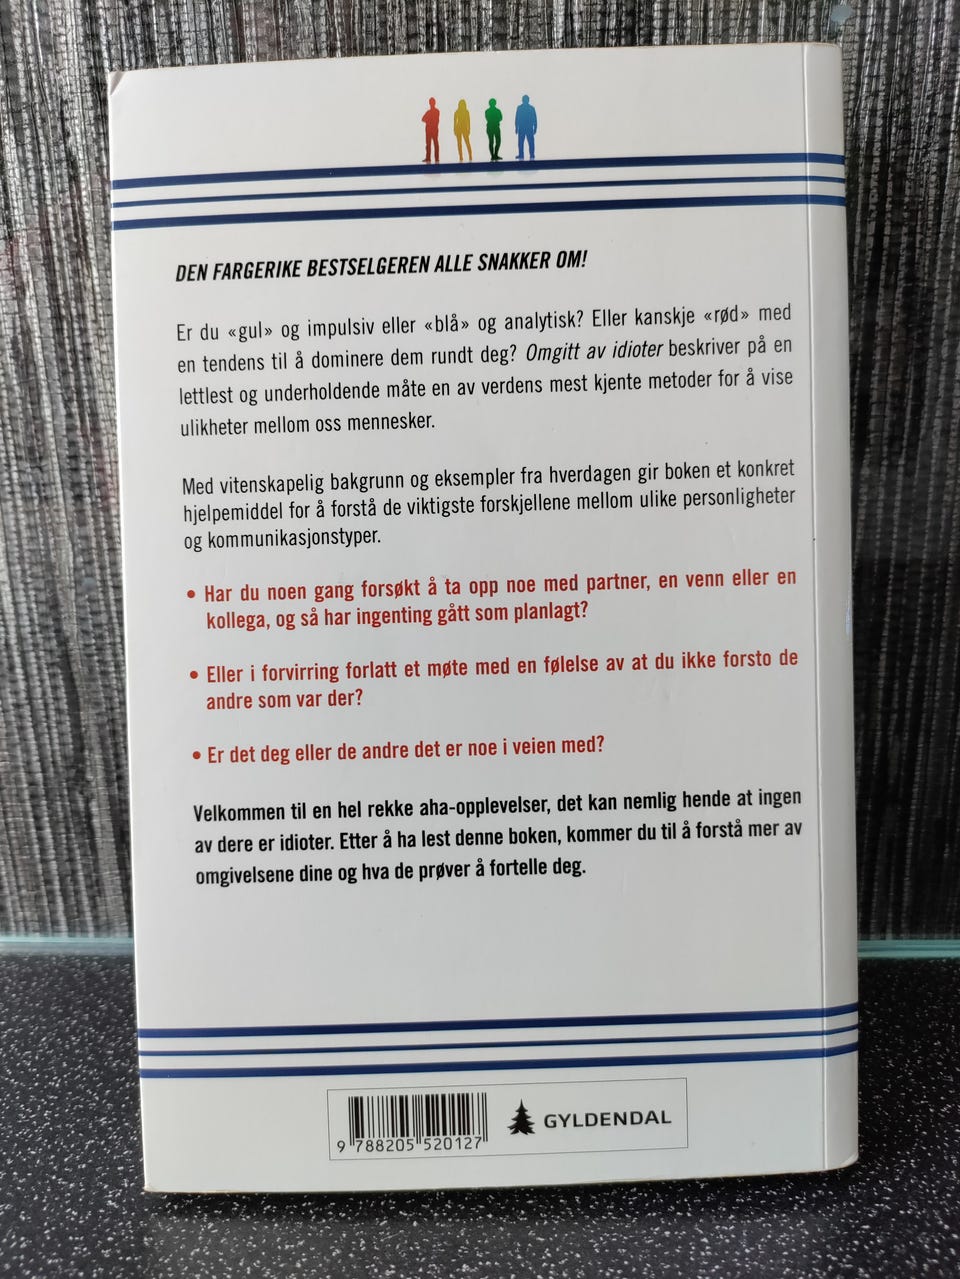 DEN FARGERIKE BESTSELGEREN ALLE SNAKKER OM!
Er du «gul» og impulsiv eller «blå» og analytisk? Eller kanskje «rød» med
en tendens til å dominere dem rundt deg? Omgitt av idioter beskriver på en
lettlest og underholdende måte en av verdens mest kjente metoder for å vise
ulikheter mellom oss mennesker.
Med vitenskapelig bakgrunn og eksempler fra hverdagen gir boken et konkret
hjelpemiddel for å forstå de viktigste forskjellene mellom ulike personligheter
og kommunikasjonstyper.
• Har du noen gang forsøkt å ta opp noe med partner, en venn eller en
kollega, og så har ingenting gått som planlagt?
• Eller i forvirring forlatt et møte med en følelse av at du ikke forsto de
andre som var der?
• Er det deg eller de andre det er noe i veien med?
Velkommen til en hel rekke aha-opplevelser, det kan nemlig hende at ingen
av dere er idioter. Etter å ha lest denne boken, kommer du til å forstå mer av
omgivelsene dine og hva de prøver å fortelle deg.
9 788205 520127
GYLDENDAL